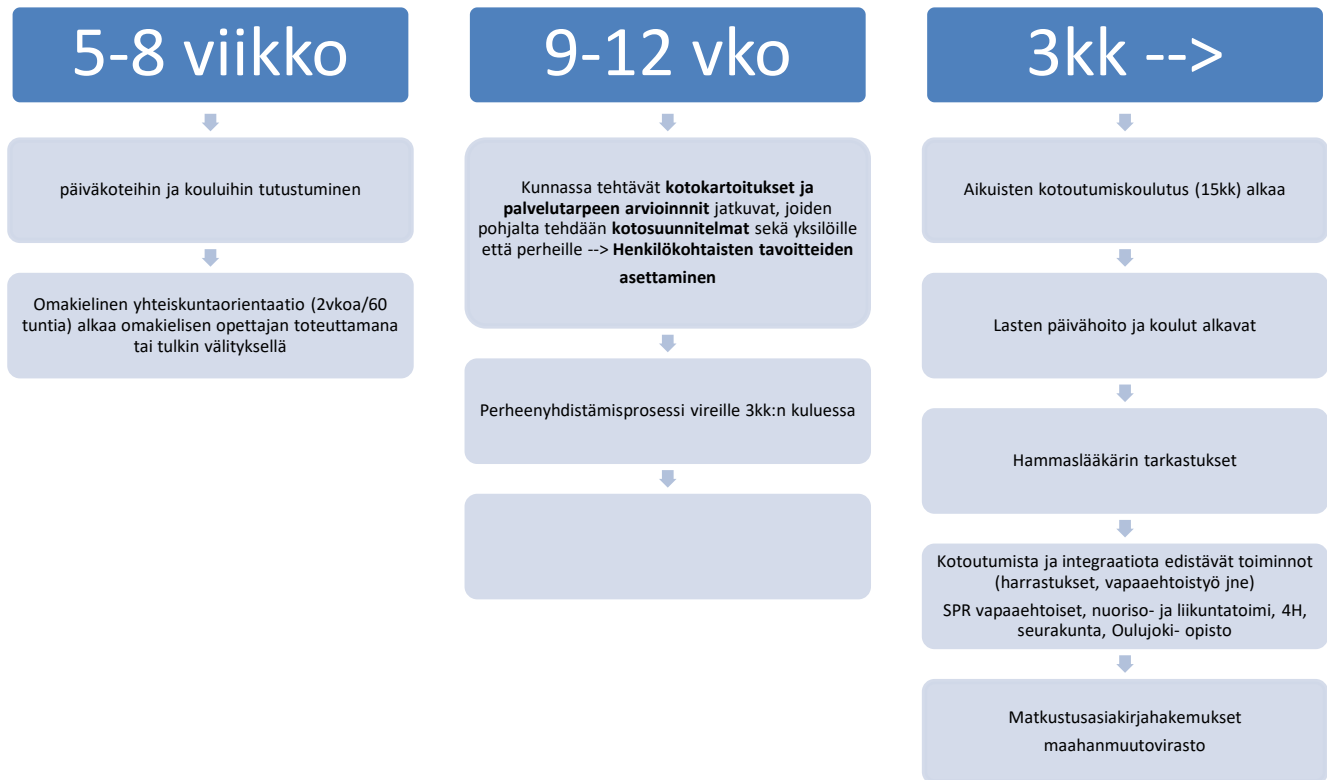 5-8 viikko
päiväkoteihin ja kouluihin tutustuminen
Omakielinen yhteiskuntaorientaatio (2vkoa/60
tuntia) alkaa omakielisen opettajan toteuttamana
tai tulkin välityksellä
9-12 vko
Kunnassa tehtävät kotokartoitukset ja
palvelutarpeen arvioinnnit jatkuvat, joiden
pohjalta tehdään kotosuunnitelmat sekä yksilöille
että perheille --> Henkilökohtaisten tavoitteiden
asettaminen
Perheenyhdistämisprosessi vireille 3kk:n kuluessa
3kk -->
Aikuisten kotoutumiskoulutus (15kk) alkaa
Lasten päivähoito ja koulut alkavat
Hammaslääkärin tarkastukset
Kotoutumista ja integraatiota edistävät toiminnot
(harrastukset, vapaaehtoistyö jne)
SPR vapaaehtoiset, nuoriso- ja liikuntatoimi, 4H,
seurakunta, Oulujoki- opisto
Matkustusasiakirjahakemukset
maahanmuutovirasto